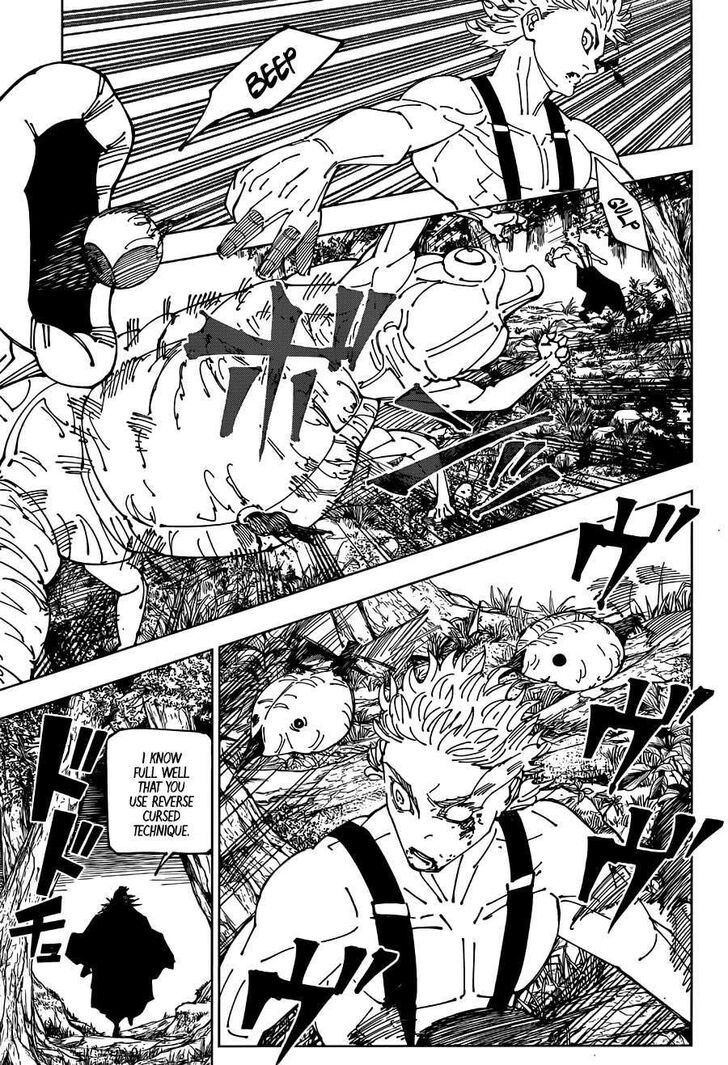 BEEP
GULP
ボ
ヴ
ヴ
ヴ
ヴ
I KNOW
FULL WELL
THAT YOU
USE REVERSE
CURSED
TECHNIQUE.
ド
ド
チュ